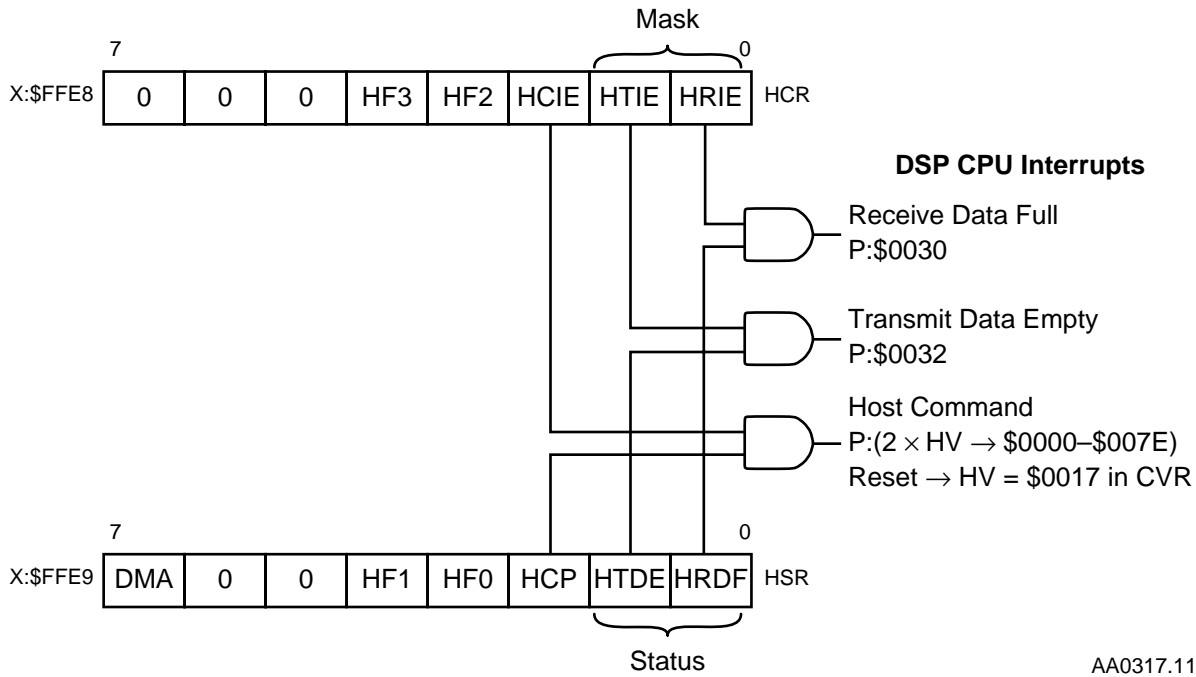 Mask
7 0
X:$FFE8 0 0 0 HF3 HF2 HCIE HTIE HRIE HCR
DSP CPU Interrupts
Receive Data Full
P:$0030
Transmit Data Empty
P:$0032
Host Command
P:(2 × HV → $0000–$007E)
Reset → HV = $0017 in CVR
7 0
X:$FFE9 DMA 0 0 HF1 HF0 HCP HTDE HRDF HSR
Status
AA0317.11